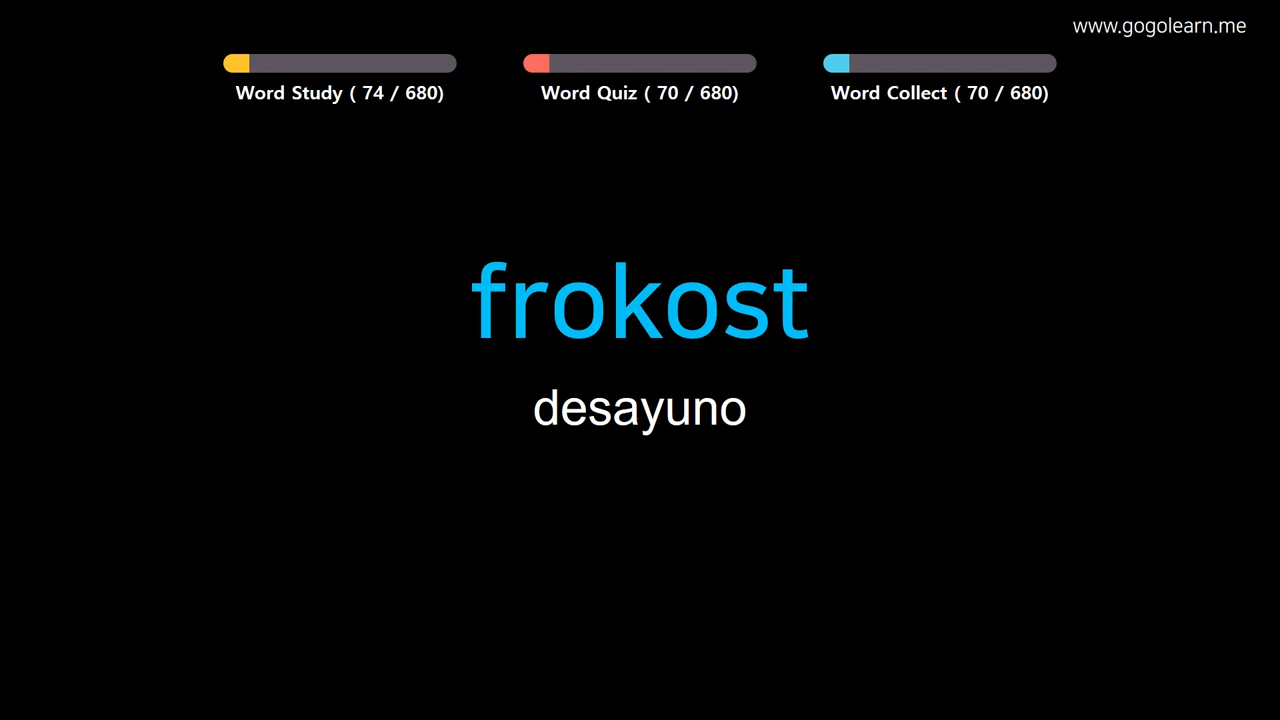 www.gogolearn.me
Word Study ( 74 / 680)
Word Quiz ( 70 / 680)
Word Collect ( 70 / 680)
frokost
desayuno